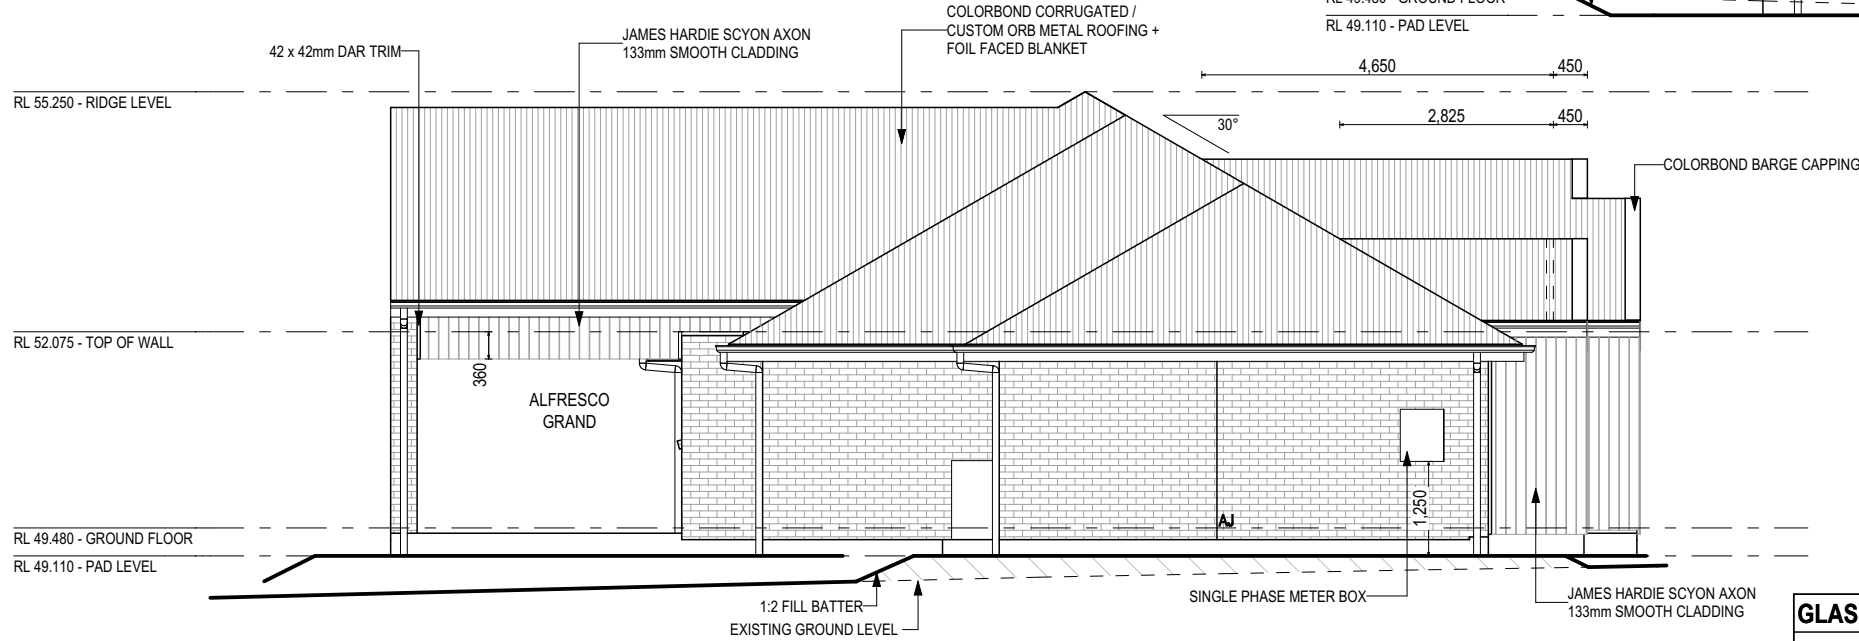 RL 49.110 - PAD LEVEL
COLORBOND CORRUGATED /
CUSTOM ORB METAL ROOFING +
FOIL FACED BLANKET
JAMES HARDIE SCYON AXON
133mm SMOOTH CLADDING
42 x 42mm DAR TRIM
4,650
450
RL 55.250 - RIDGE LEVEL
30°
2,825
450
COLORBOND BARGE CAPPING
RL 52.075 - TOP OF WALL
360
ALFRESCO
GRAND
1,250
AJ
RL 49.480 - GROUND FLOOR
RL 49.110 - PAD LEVEL
SINGLE PHASE METER BOX
JAMES HARDIE SCYON AXON
133mm SMOOTH CLADDING
1:2 FILL BATTER
EXISTING GROUND LEVEL
GLAS